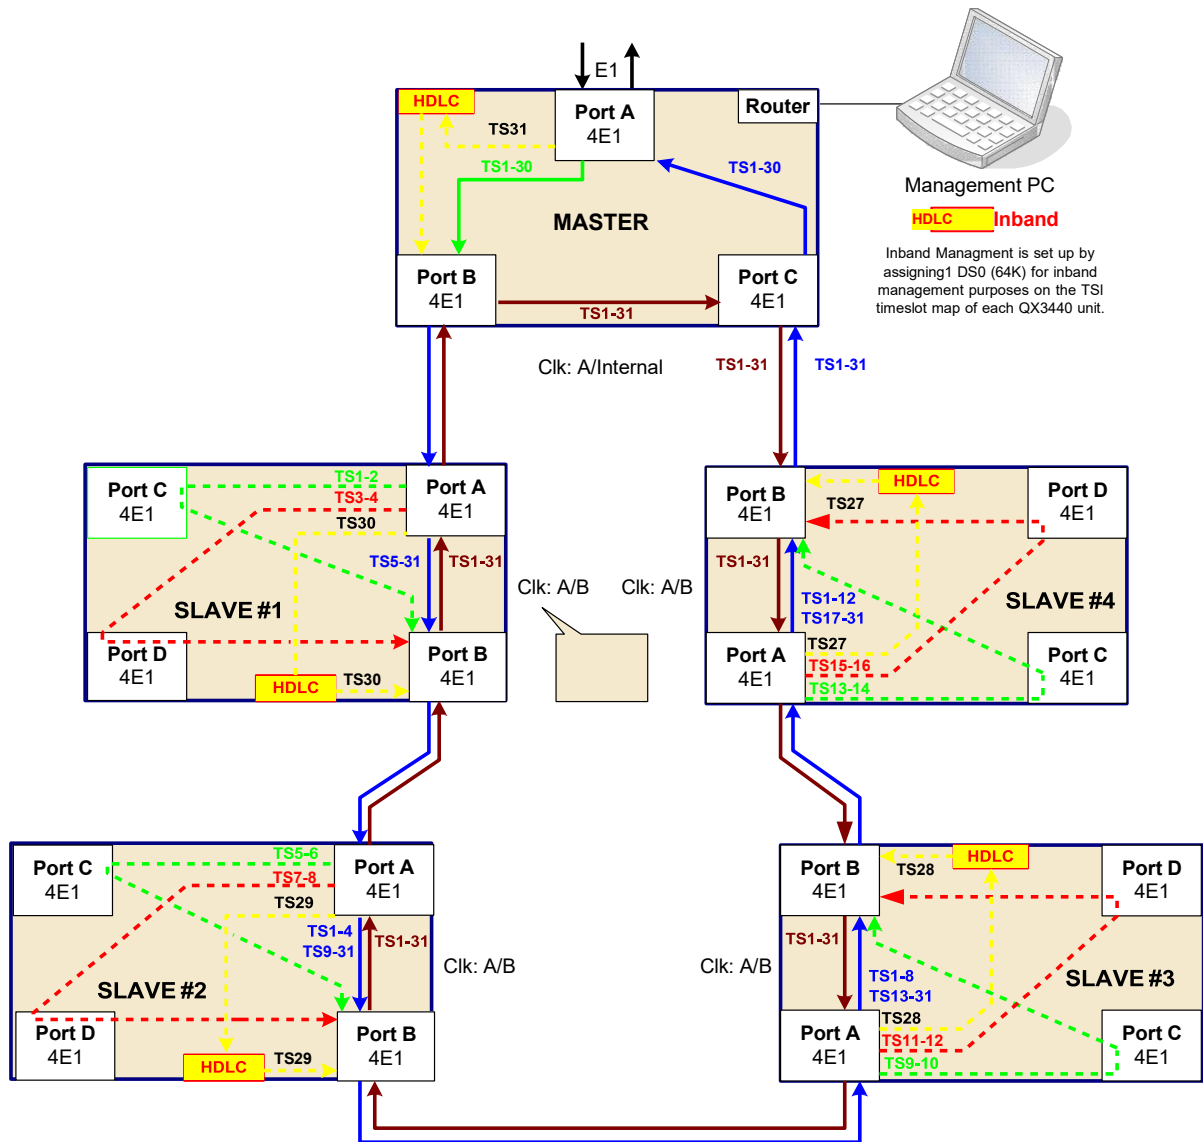 E1
HDLC
Port A
4E1
Router
TS31
TS1-30
TS1-30
MASTER
Port B
4E1
Port C
4E1
TS1-31
Management PC
HDLC Inband
Inband Managment is set up by
assigning1 DS0 (64K) for inband
management purposes on the TSI
timeslot map of each QX3440 unit.
Clk: A/Internal
TS1-31
TS1-31
Port C
4E1
TS1-2
TS3-4
TS30
Port A
4E1
TS5-31
TS1-31
SLAVE #1
Port D
4E1
HDLC
TS30
Port B
4E1
Clk: A/B
Clk: A/B
Port B
4E1
HDLC
TS27
Port D
4E1
TS1-31
TS1-12
TS17-31
SLAVE #4
Port A
4E1
TS27
TS15-16
TS13-14
Port C
4E1
Port C
4E1
TS5-6
TS7-8
TS29
Port A
4E1
TS1-4
TS9-31
TS1-31
SLAVE #2
Port D
4E1
HDLC
TS29
Port B
4E1
Clk: A/B
Clk: A/B
Port B
4E1
HDLC
TS28
Port D
4E1
TS1-31
TS1-8
TS13-31
SLAVE #3
Port A
4E1
TS28
TS11-12
TS9-10
Port C
4E1